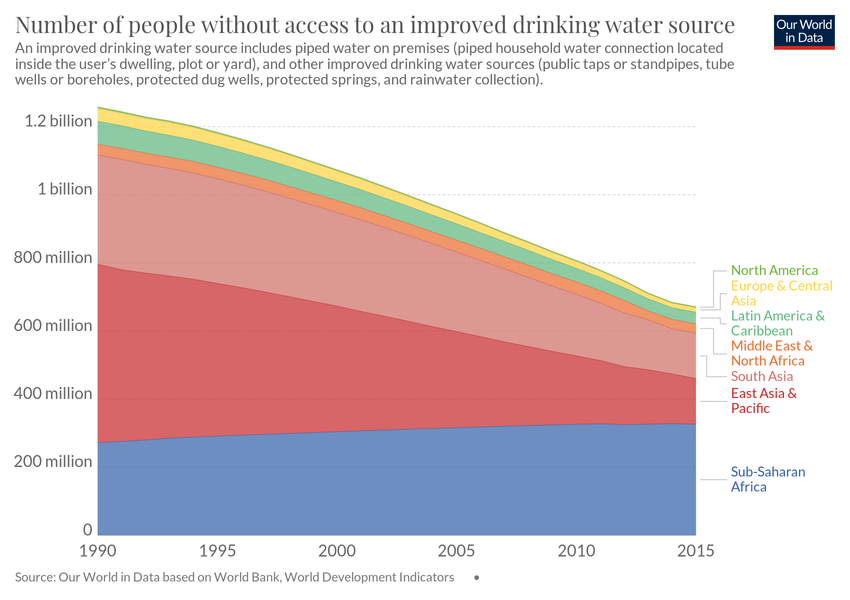 Number of people without access to an improved drinking water source
Our World
in Data
An improved drinking water source includes piped water on premises (piped household water connection located
inside the user's dwelling, plot or yard), and other improved drinking water sources (public taps or standpipes, tube
wells or boreholes, protected dug wells, protected springs, and rainwater collection).
1.2 billion
1 billion
800 million
600 million
400 million
200 million
0
North America
Europe & Central
Asia
Latin America &
Caribbean
Middle East &
North Africa
South Asia
East Asia &
Pacific
Sub-Saharan
Africa
1990 1995 2000 2005 2010 2015
Source: Our World in Data based on World Bank, World Development Indicators •